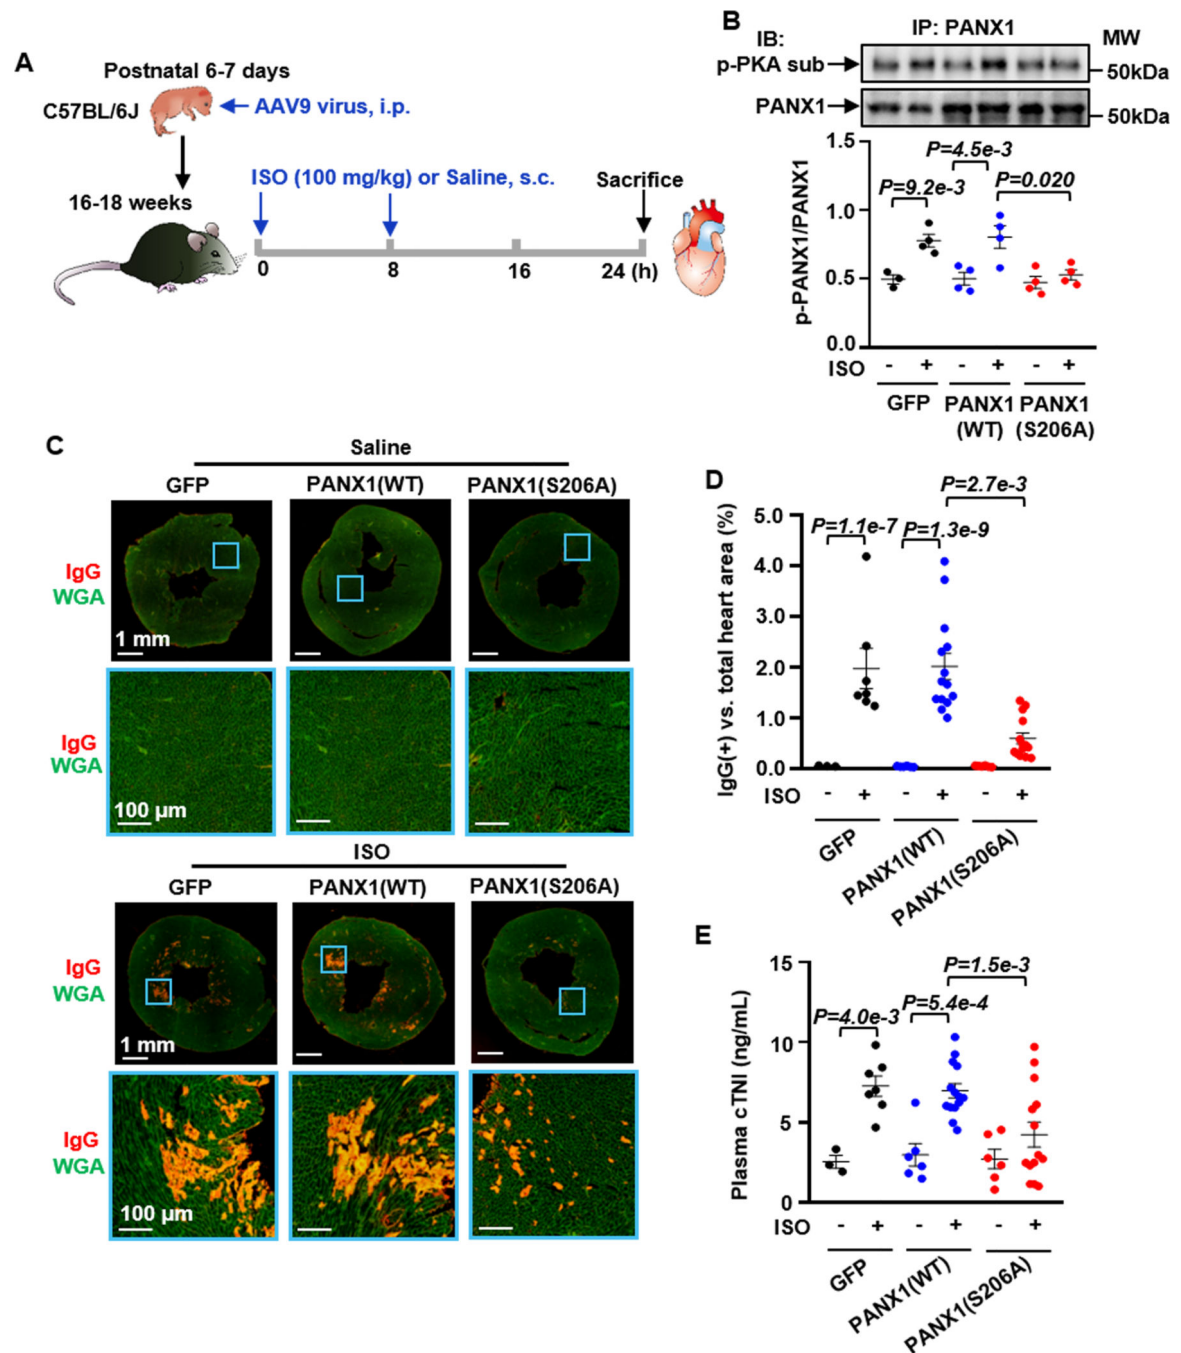 A
Postnatal 6-7 days
C57BL/6J
AAV9 virus, i.p.
16-18 weeks
ISO (100 mg/kg) or Saline, s.c.
Sacrifice
0 8 16 24 (h)
B
IP: PANX1
IB:
MW
p-PKA sub
50kDa
PANX1
50kDa
p-PANX1/PANX1
1.5
1.0
0.5
0.0
P=9.2e-3
P=4.5e-3
P=0.020
ISO - + - + - +
GFP PANX1 PANX1
(WT) (S206A)
C
Saline
GFP PANX1(WT) PANX1(S206A)
IgG
WGA
1 mm
IgG
WGA
100 µm
ISO
GFP PANX1(WT) PANX1(S206A)
IgG
WGA
1 mm
IgG
WGA
100 µm
D
IgG(+) vs. total heart area (%)
5.0
4.0
3.0
2.0
1.0
0.0
P=1.1e-7
P=1.3e-9
P=2.7e-3
ISO - + - + - +
GFP
PANX1(WT)
PANX1(S206A)
E
Plasma cTNI (ng/mL)
15
10
5
0
P=4.0e-3
P=5.4e-4
P=1.5e-3
ISO - + - + - +
GFP
PANX1(WT)
PANX1(S206A)